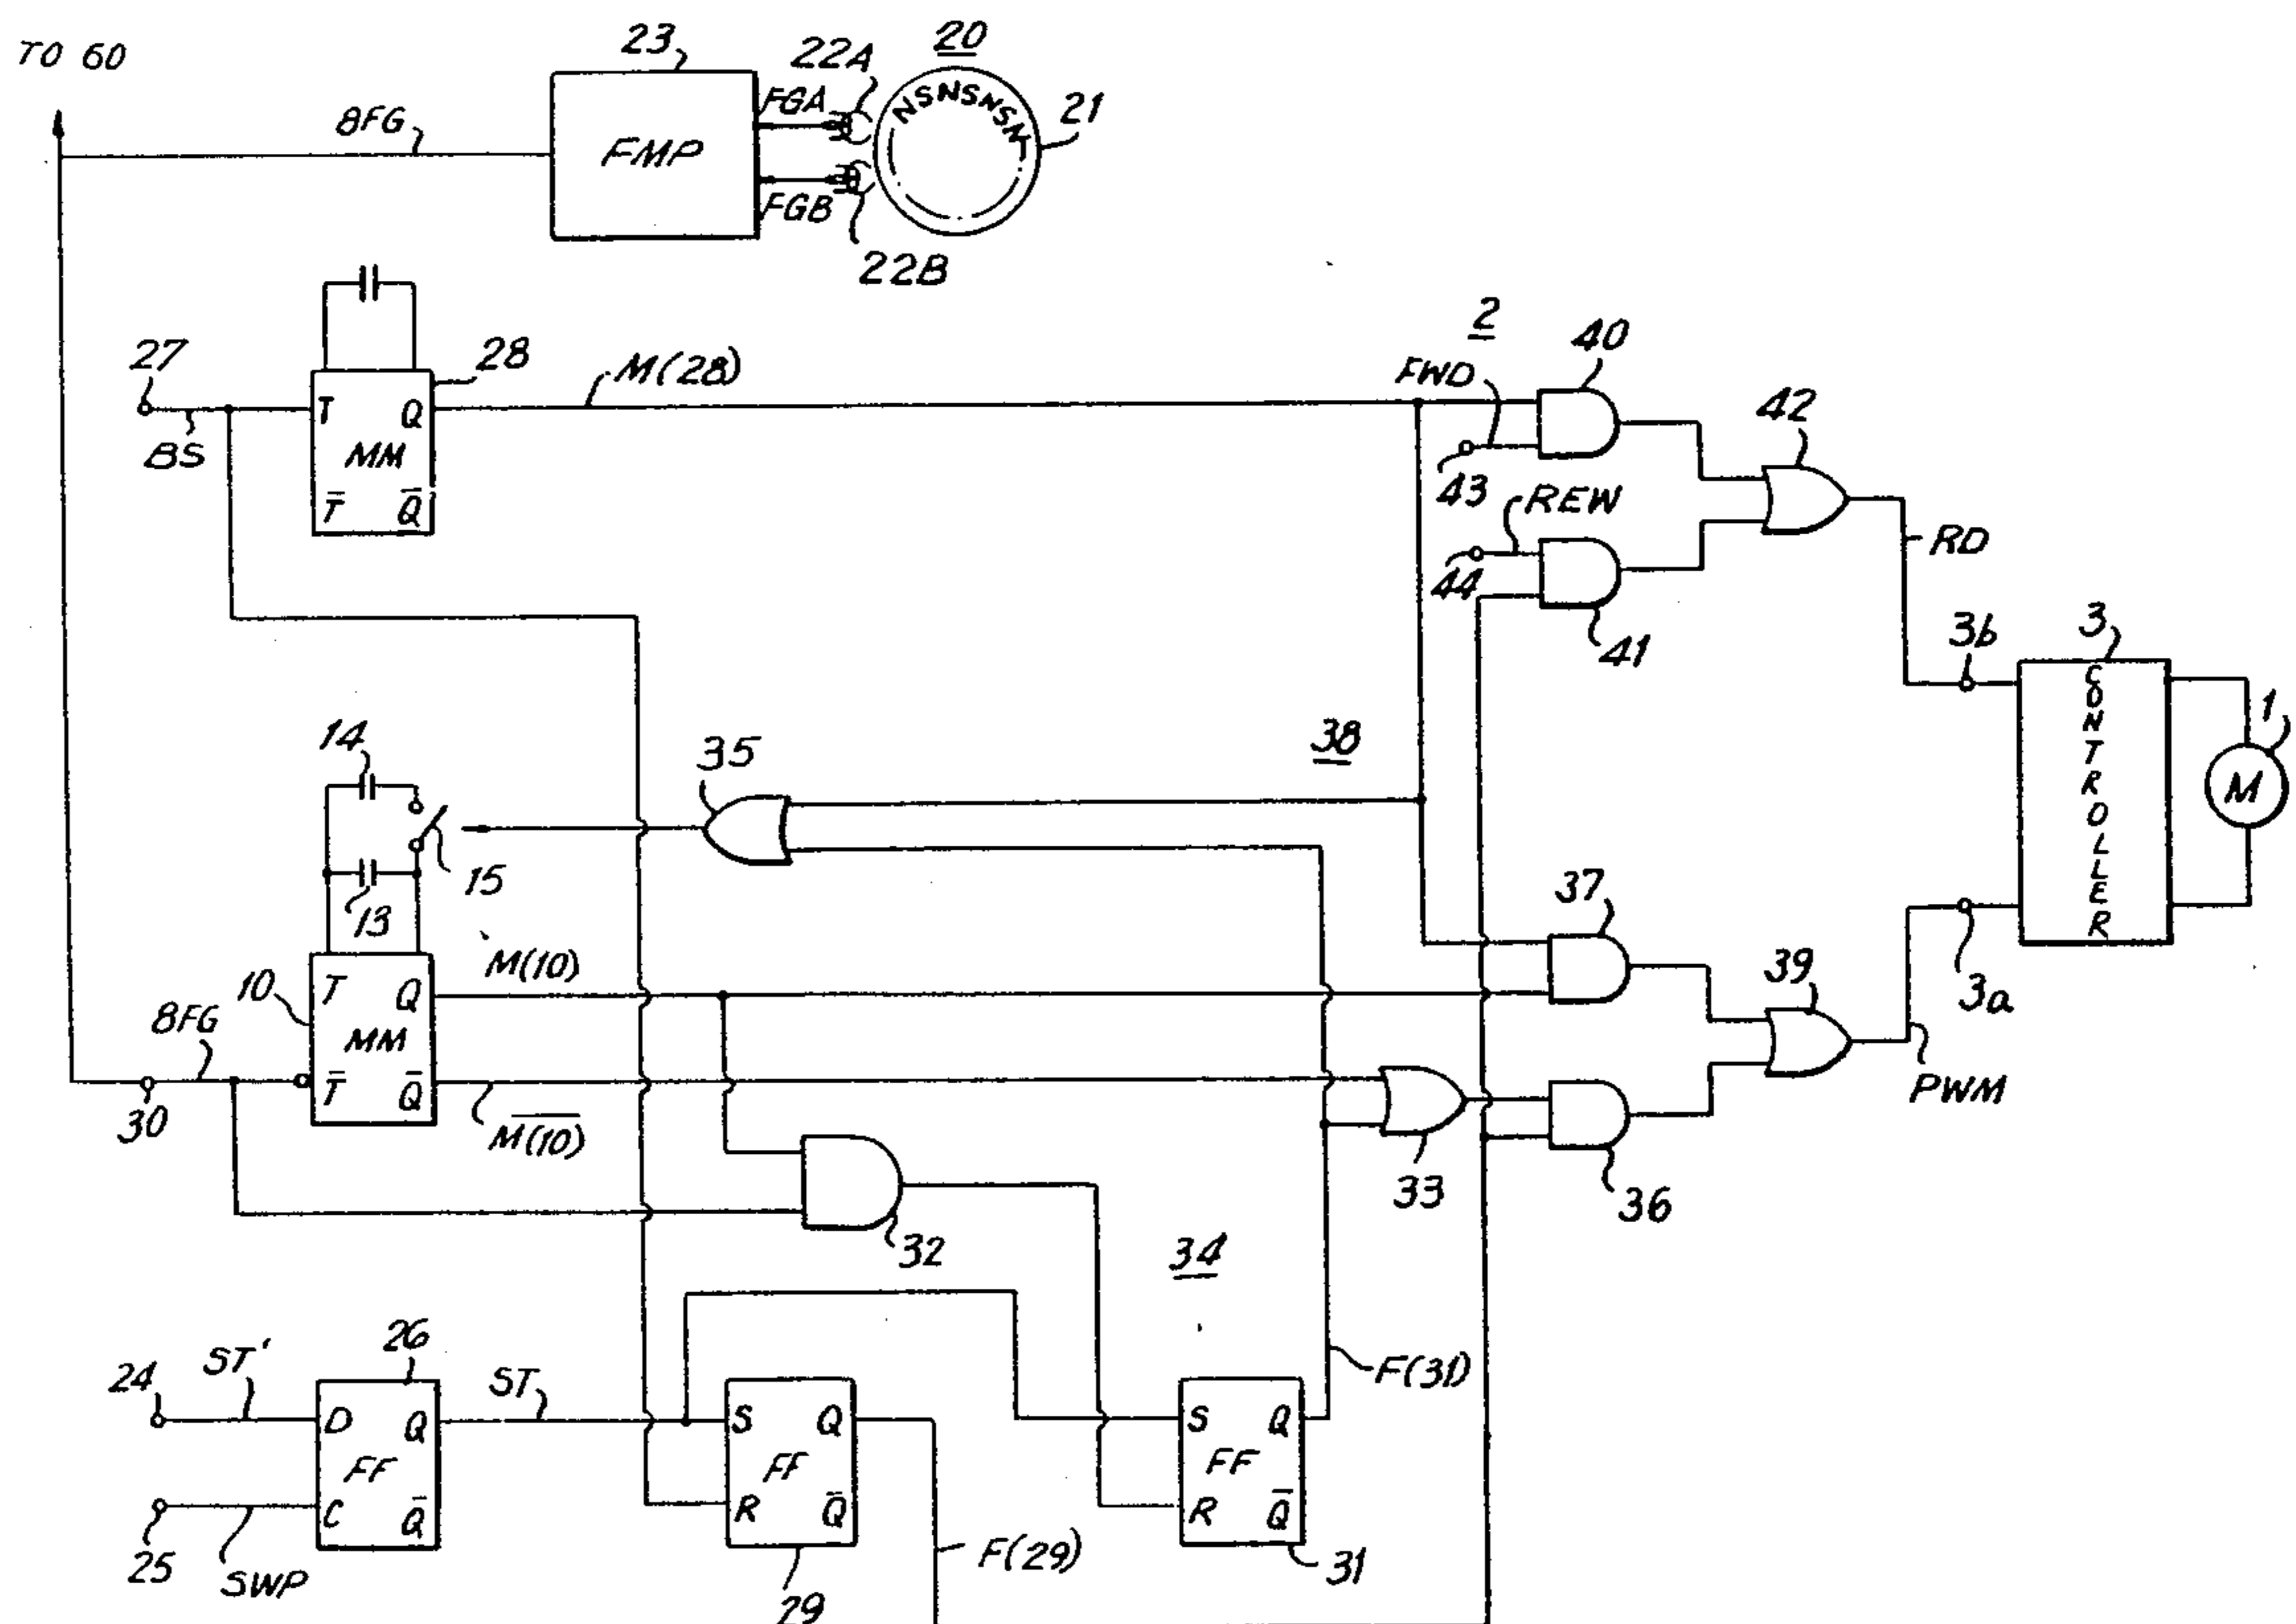 TO 60
23
20
22A
FGA
NSNSNSN
21
8FG
FMP
FGB
22B
2
40
27
28
M(28)
FWD
42
T Q
BS
MM
43
REW
T̄ Q̄
44
RD
41
3b
3
CONTROLLER
1
M
14
35
38
15
37
13
M(10)
39
3a
10
T Q
8FG
MM
T̄ Q̄
PWM
30
M̅(̅1̅0̅)̅
33
36
32
34
26
24
ST'
ST
F(31)
D Q
S Q
S Q
FF
FF
FF
C Q̄
R Q̄
R Q̄
25
SWP
F(29)
31
29